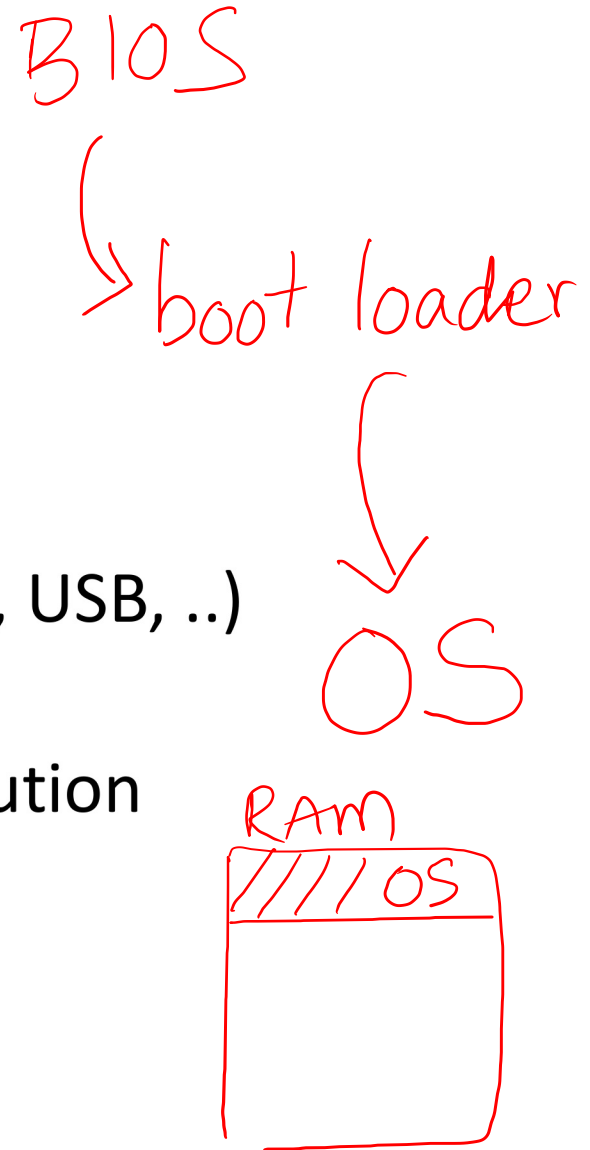 BIOS
boot loader
, USB, ..)
OS
ution
RAM
OS